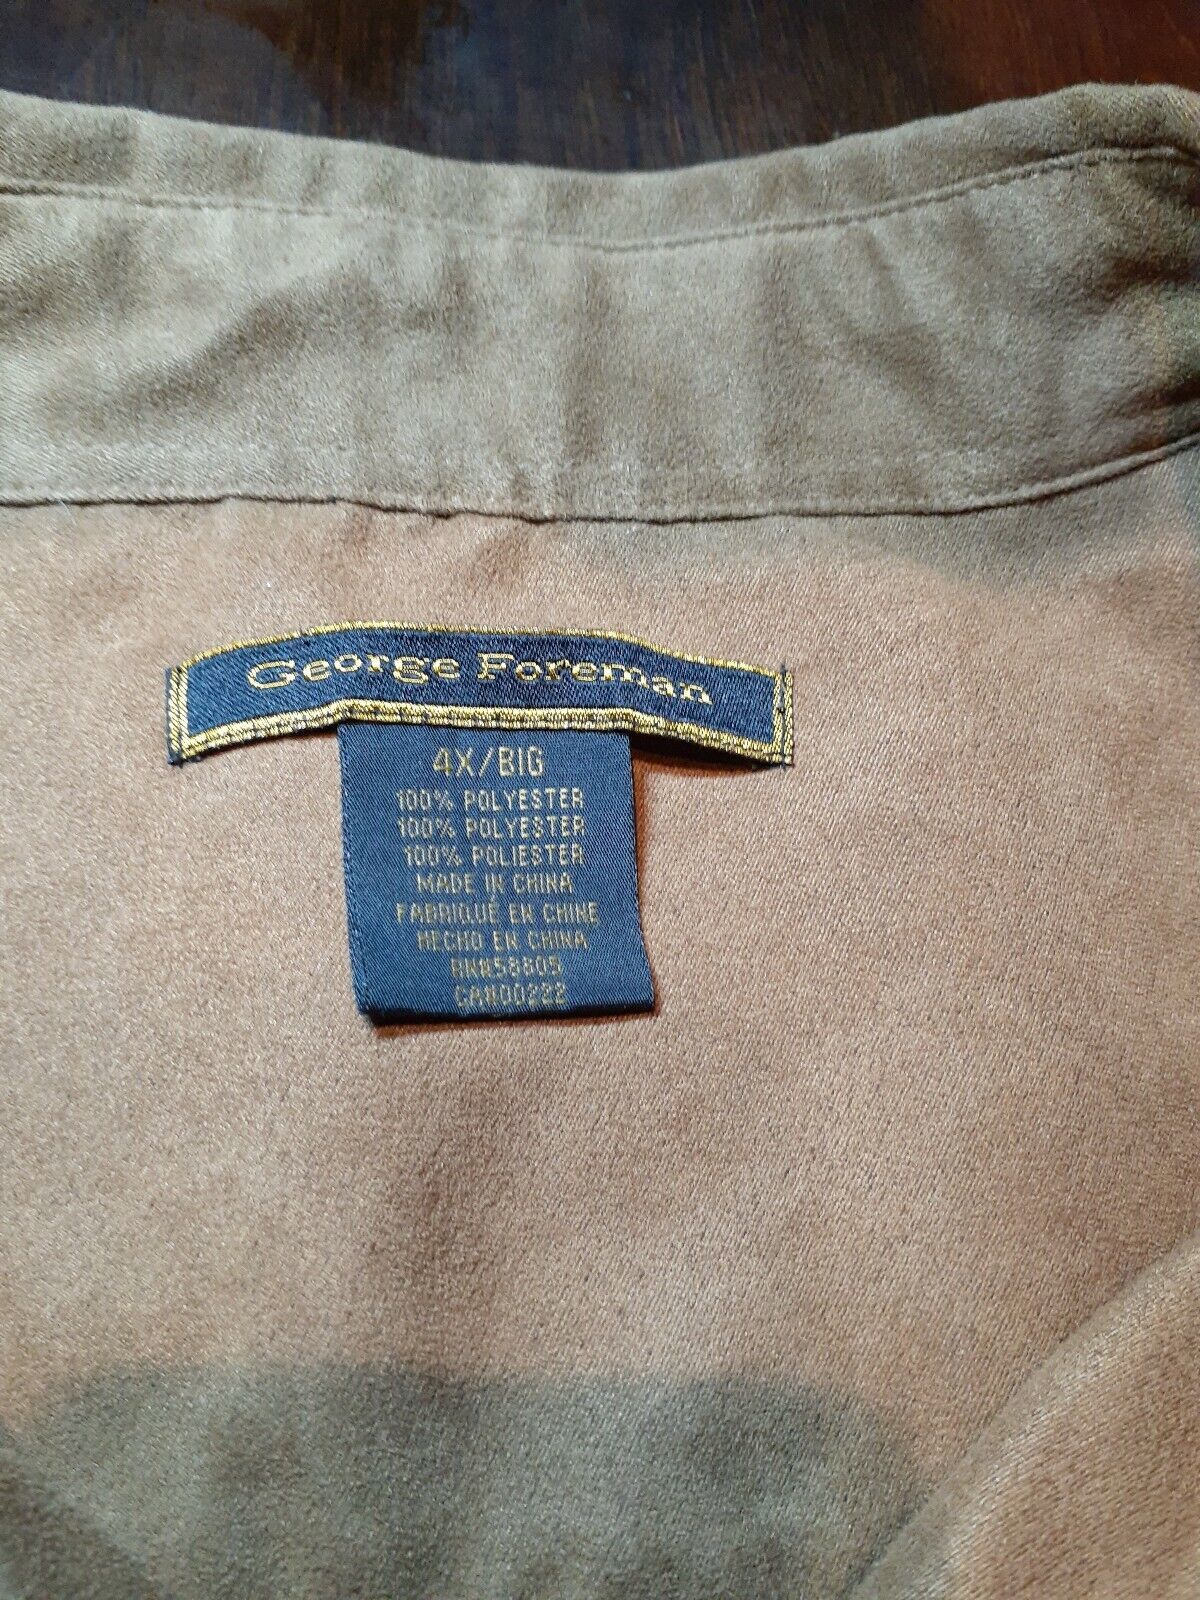 George Foreman
4X/BIG
100% POLYESTER
100% POLYESTER
100% POLIESTER
MADE IN CHINA
FABRIQUÉ EN CHINE
HECHO EN CHINA
RN#58805
CA#00222